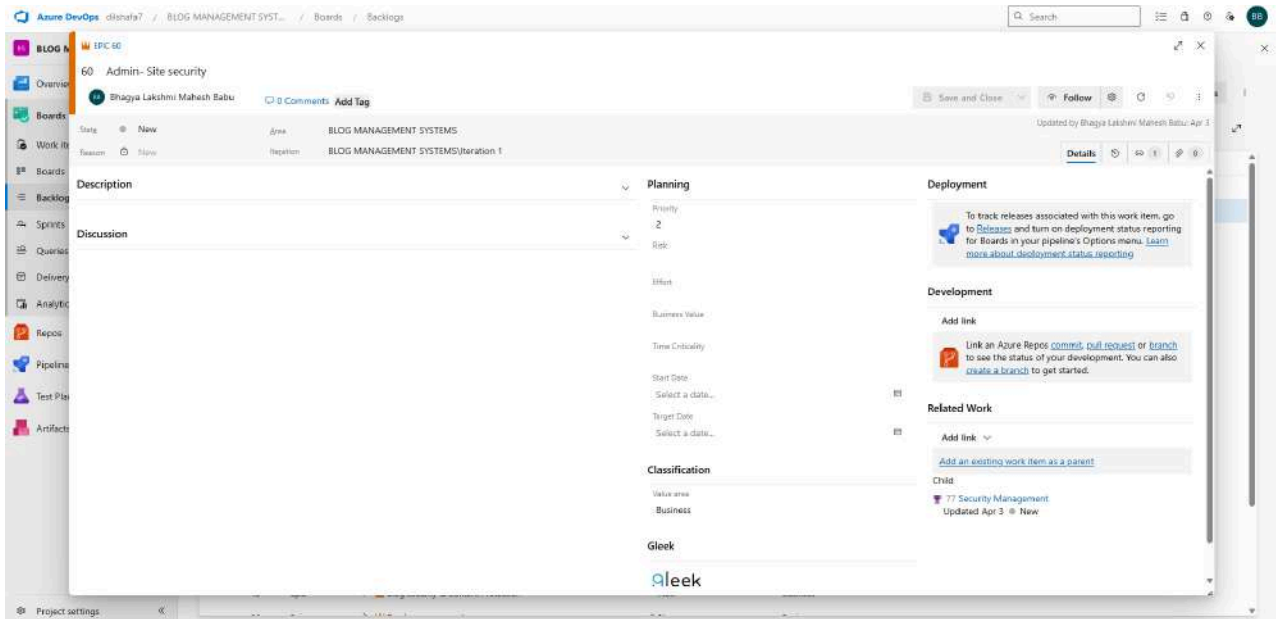 Azure DevOps dilsnafa7 / BLOG MANAGEMENT SYST... / Boards / Backlogs
Search
BB
BLOG M
Overvie
Boards
Work ite
Boards
Backlog
Sprints
Queries
Delivery
Analytic
Repos
Pipeline
Test Pla
Artifacts
Project settings
EPIC 60
60 Admin- Site security
Bhagya Lakshmi Mahesh Babu
0 Comments Add Tag
Save and Close
Follow
State New
Area BLOG MANAGEMENT SYSTEMS
Updated by Bhagya Lakshmi Mahesh Babu: Apr 3
Reason New
Iteration BLOG MANAGEMENT SYSTEMS\Iteration 1
Details
1
0
Description
Discussion
Planning
Priority
2
Risk
Effort
Business Value
Time Criticality
Start Date
Select a date...
Target Date
Select a date...
Classification
Value area
Business
Gleek
gleek
Deployment
To track releases associated with this work item, go
to Releases and turn on deployment status reporting
for Boards in your pipeline's Options menu. Learn
more about deployment status reporting
Development
Add link
Link an Azure Repos commit, pull request or branch
to see the status of your development. You can also
create a branch to get started.
Related Work
Add link
Add an existing work item as a parent
Child
77 Security Management
Updated Apr 3 New